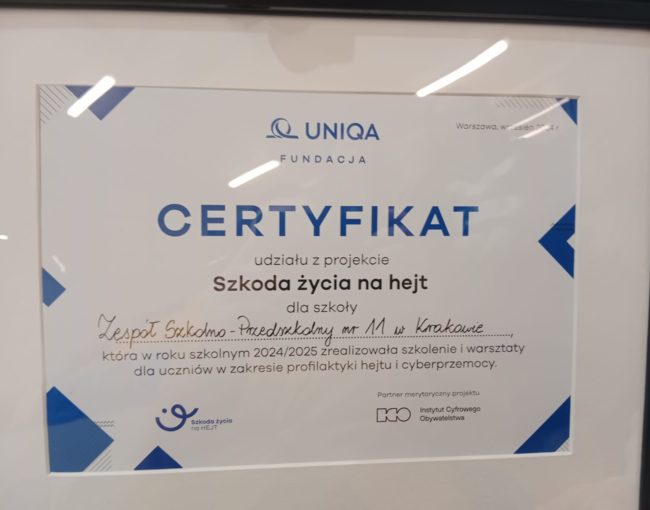 UNIQA
FUNDACJA
Warszawa, wrzesień 2024 r.
CERTYFIKAT
udziału z projekcie
Szkoda życia na hejt
dla szkoły
Zespół Szkolno-Przedszkolny nr 11 w Krakowie
która w roku szkolnym 2024/2025 zrealizowała szkolenie i warsztaty
dla uczniów w zakresie profilaktyki hejtu i cyberprzemocy.
Szkoda życia
na HEJT
Partner merytoryczny projektu
Instytut Cyfrowego
Obywatelstwa